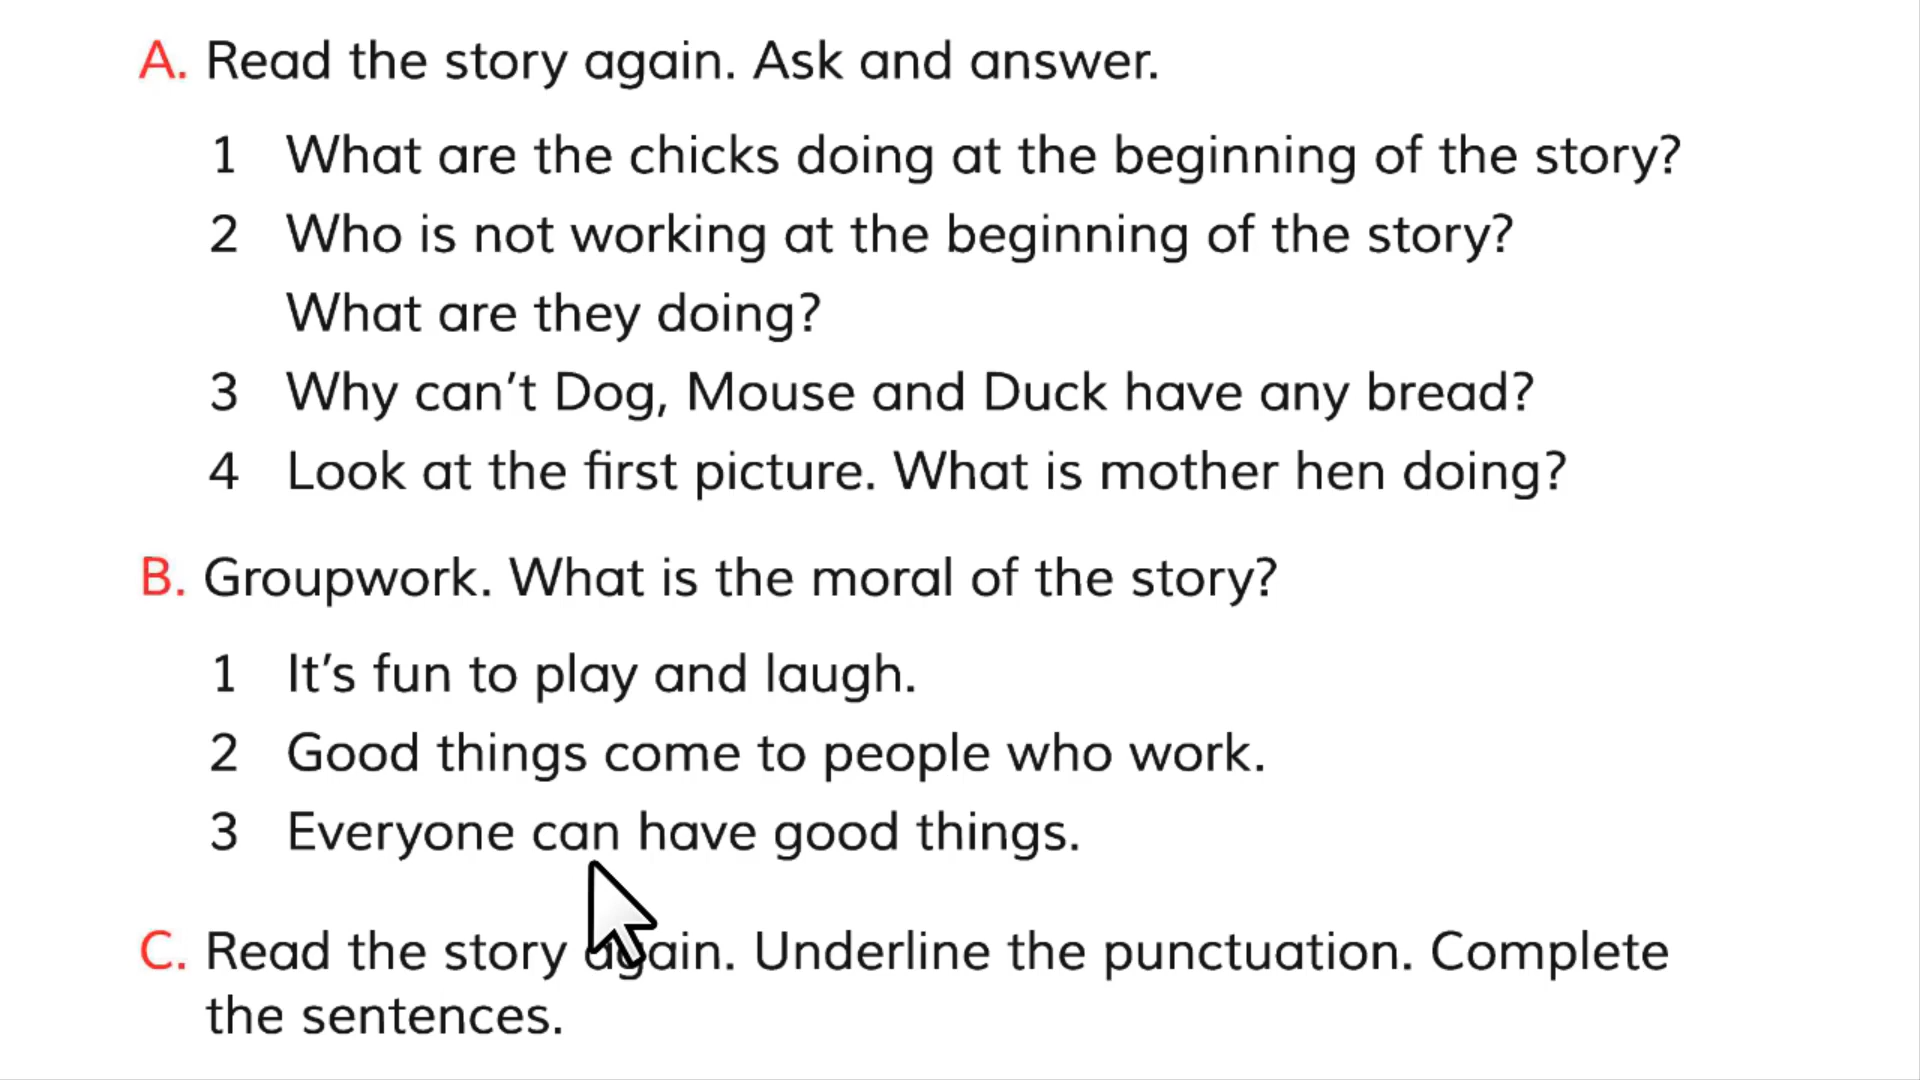 A. Read the story again. Ask and answer.
1 What are the chicks doing at the beginning of the story?
2 Who is not working at the beginning of the story?
What are they doing?
3 Why can't Dog, Mouse and Duck have any bread?
4 Look at the first picture. What is mother hen doing?
B. Groupwork. What is the moral of the story?
1 It's fun to play and laugh.
2 Good things come to people who work.
3 Everyone can have good things.
C. Read the story again. Underline the punctuation. Complete
the sentences.